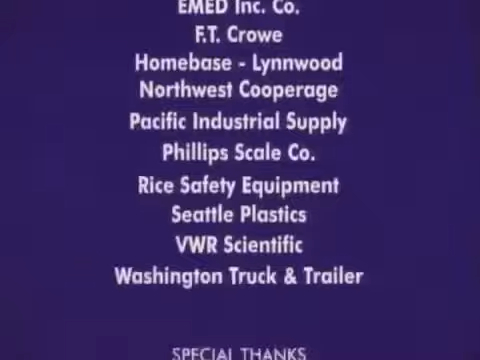 EMED Inc. Co.
F.T. Crowe
Homebase - Lynnwood
Northwest Cooperage
Pacific Industrial Supply
Phillips Scale Co.
Rice Safety Equipment
Seattle Plastics
VWR Scientific
Washington Truck & Trailer
SPECIAL THANKS